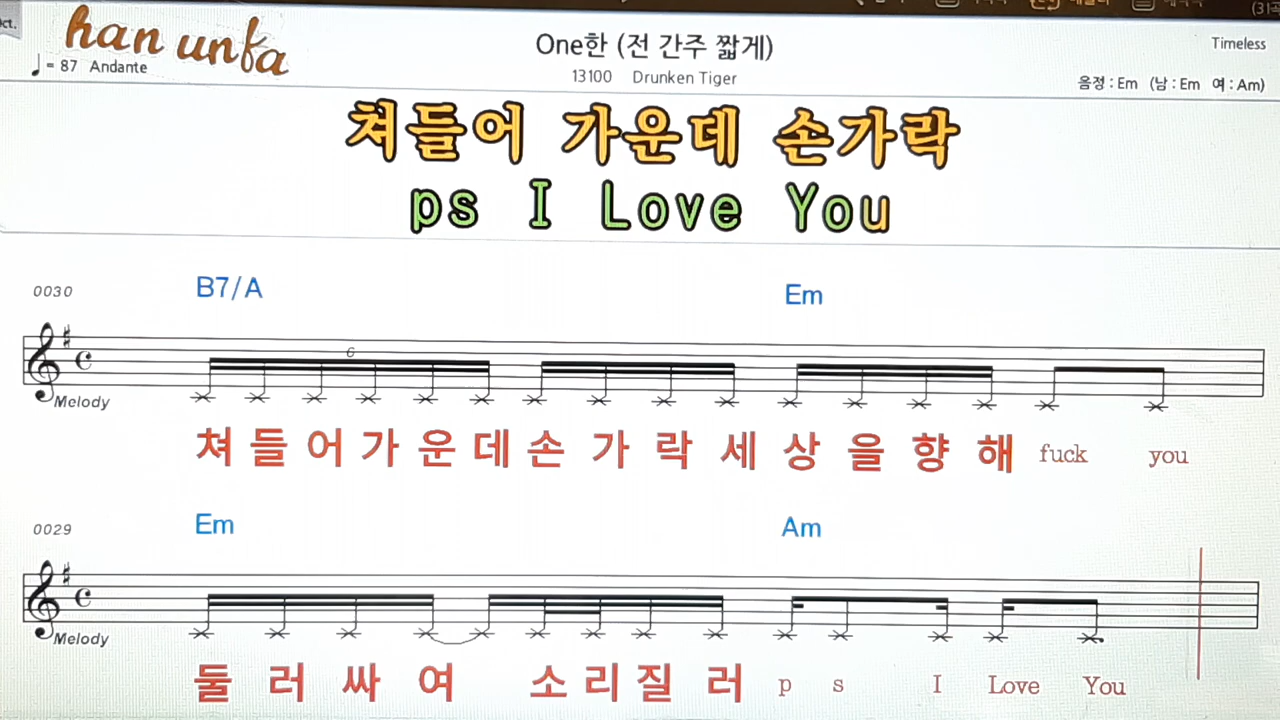 han unfa
One한 (전 간주 짧게)
Timeless
♩= 87 Andante
13100 Drunken Tiger
음정 : Em (남 : Em 여 : Am)
쳐들어 가운데 손가락
ps I Love You
0030
B7/A Em
6
Melody
쳐 들 어 가 운 데 손 가 락 세 상 을 향 해 fuck you
0029
Em Am
Melody
둘 러 싸 여 소 리 질 러 p s I Love You